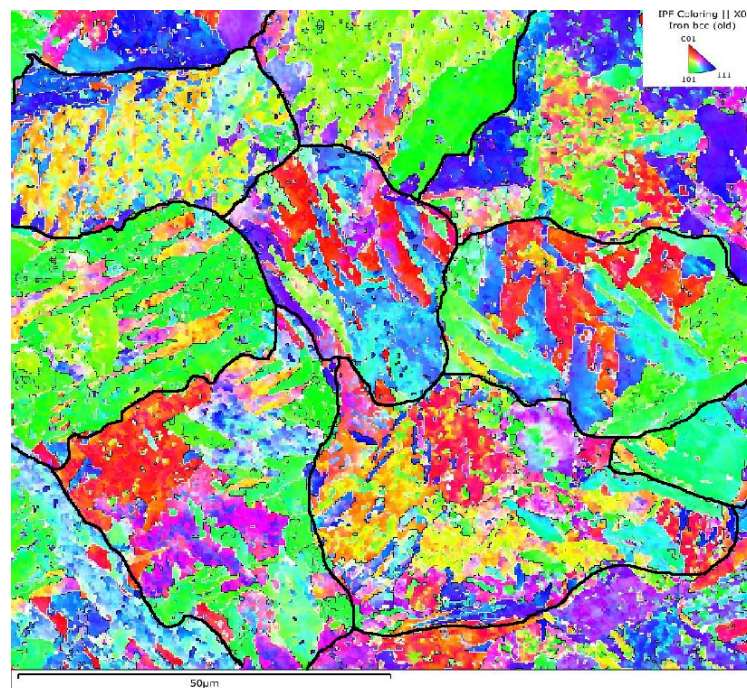 IPF Coloring || X0
Iron bcc (old)
001
101
111
50µm